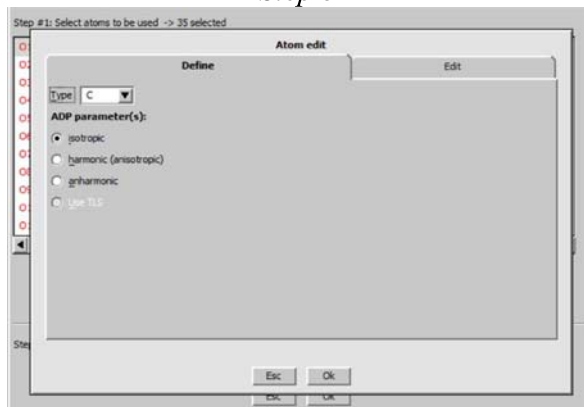 Step #1: Select atoms to be used -> 35 selected
Atom edit
Define Edit
Type C
ADP parameter(s):
isotropic
harmonic (anisotropic)
anharmonic
Use TLS
Esc Ok
Esc Ok